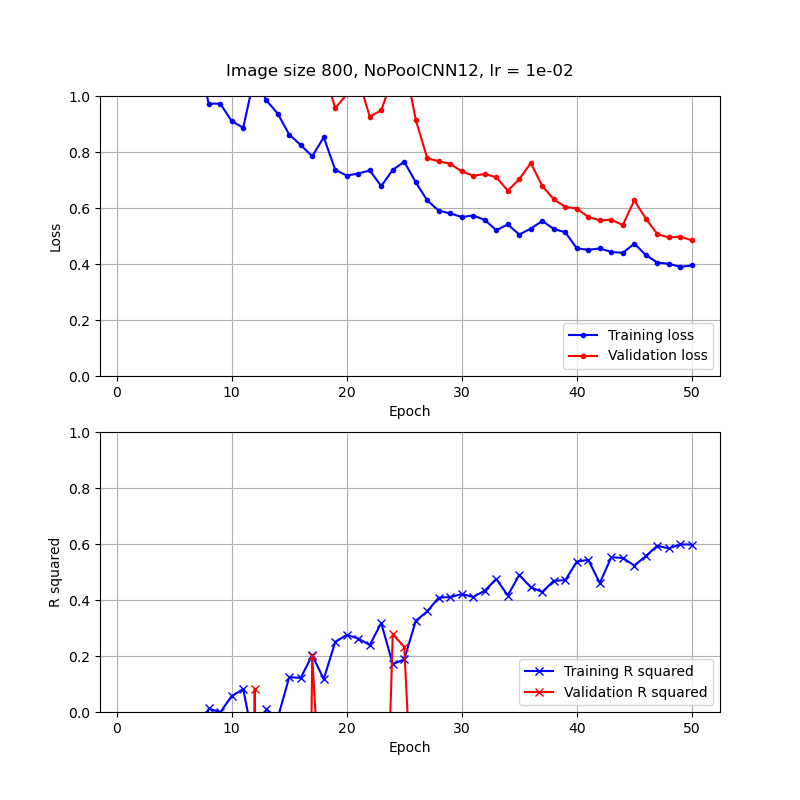 Image size 800, NoPoolCNN12, lr = 1e-02
1.0
0.8
0.6
0.4
0.2
0.0
Loss
Training loss
Validation loss
0 10 20 30 40 50
Epoch
1.0
0.8
0.6
0.4
0.2
0.0
R squared
Training R squared
Validation R squared
0 10 20 30 40 50
Epoch